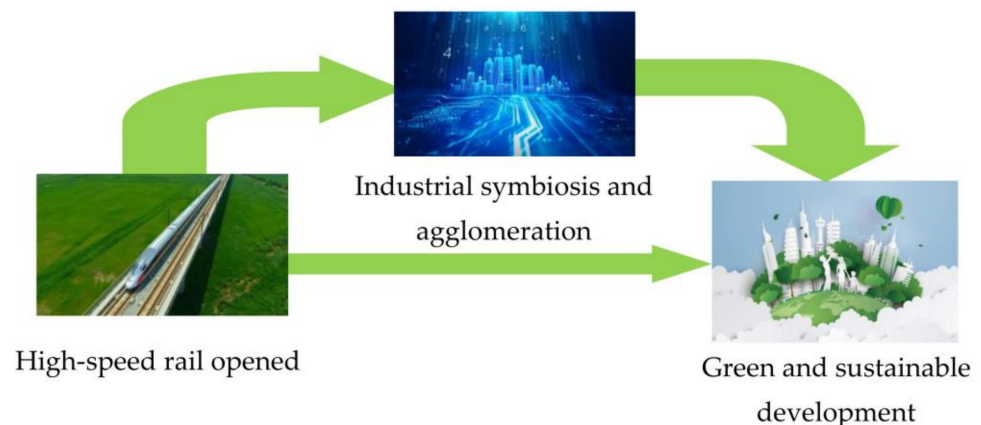 Industrial symbiosis and
agglomeration
High-speed rail opened
Green and sustainable
development